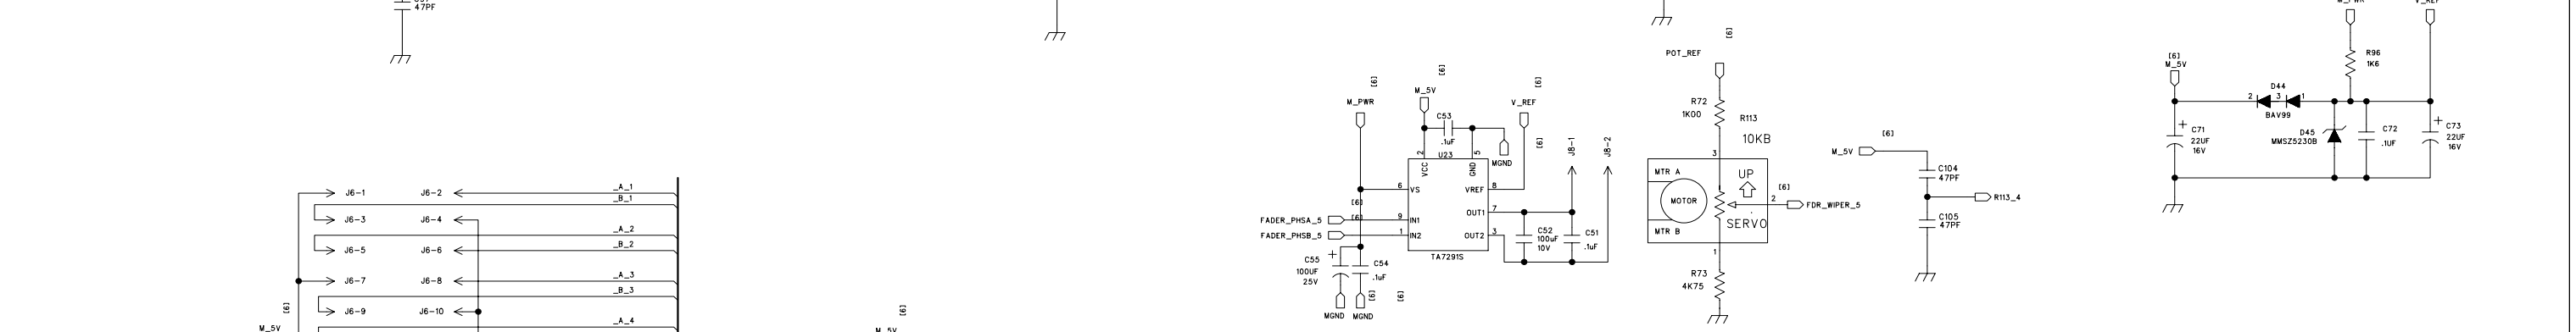 47PF
J6-1
J6-2
_A_1
_B_1
J6-3
J6-4
_A_2
J6-5
J6-6
_B_2
J6-7
J6-8
_A_3
_B_3
[6]
J6-9
J6-10
_A_4
M_5V
[6]
M_5V
[6]
M_PWR
[6]
M_5V
C53
.1uF
[6]
V_REF
[6]
MGND
U23
2
VCC
5
GND
6
VS
VREF
8
[6]
FADER_PHSA_5
[6]
9
IN1
OUT1
7
FADER_PHSB_5
1
IN2
OUT2
3
TA7291S
C55
100UF
25V
C54
.1uF
MGND
MGND
[6]
[6]
C52
100uF
10V
C51
.1uF
J8-1
J8-2
[6]
POT_REF
R72
1K00
R113
10KB
3
MTR A
UP
MOTOR
MTR B
SERVO
[6]
2
FDR_WIPER_5
1
R73
4K75
[6]
M_5V
C104
47PF
R113_4
C105
47PF
[6]
M_5V
R96
1K6
D44
2
3
1
BAV99
C71
22UF
16V
D45
MMSZ5230B
C72
.1UF
C73
22UF
16V